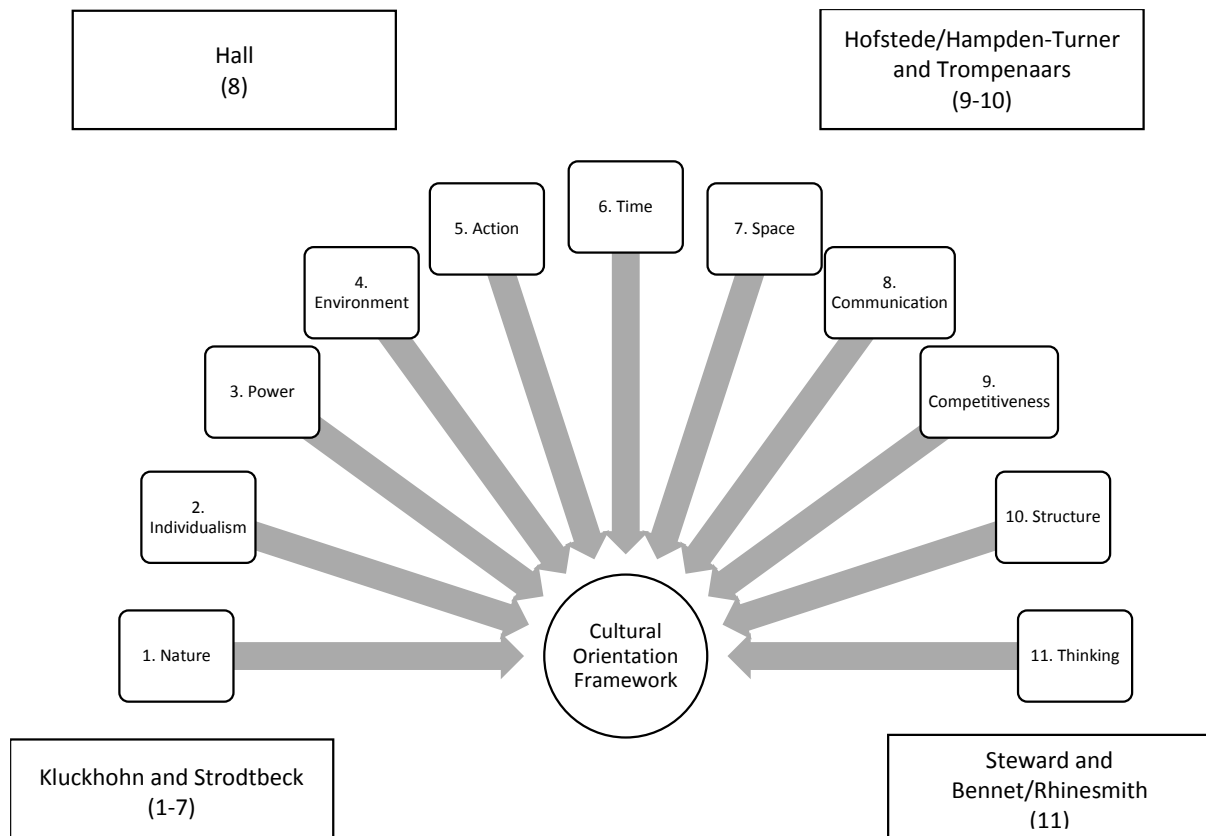 Hall
(8)
Hofstede/Hampden-Turner
and Trompenaars
(9-10)
6. Time
5. Action
7. Space
4.
Environment
8.
Communication
3. Power
9.
Competitiveness
2.
Individualism
10. Structure
1. Nature
Cultural
Orientation
Framework
11. Thinking
Kluckhohn and Strodtbeck
(1-7)
Steward and
Bennet/Rhinesmith
(11)